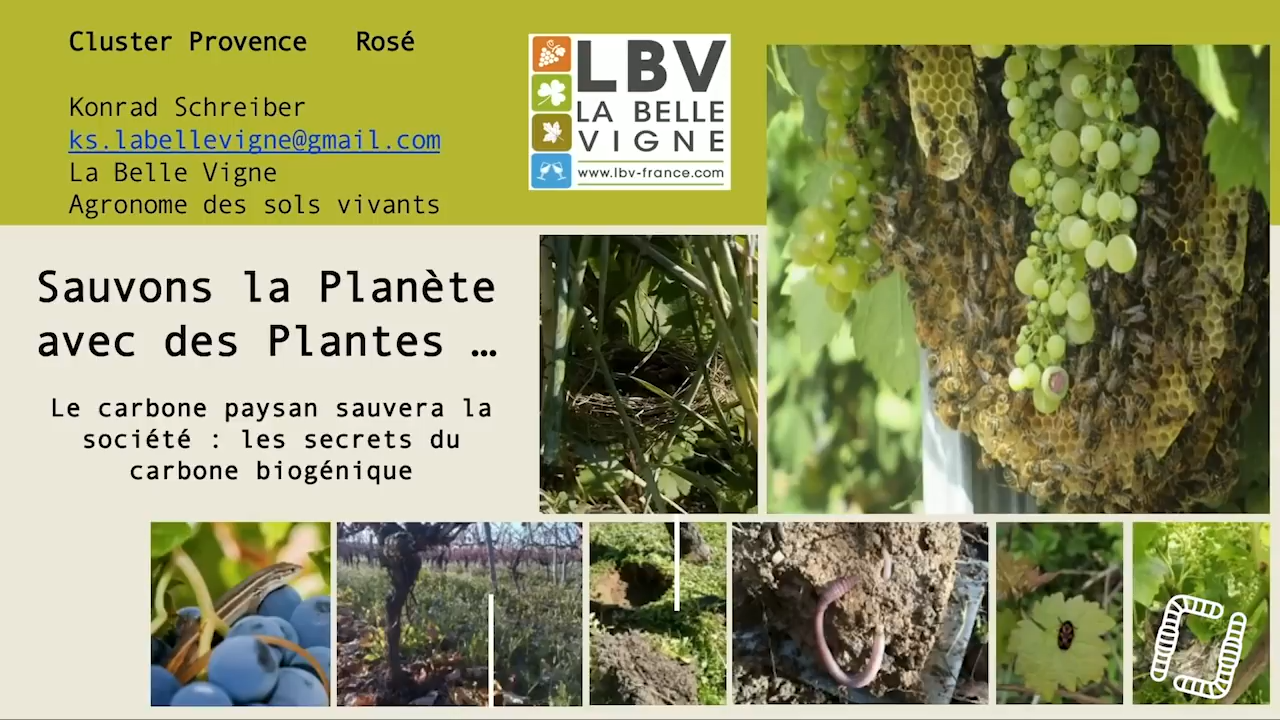 Cluster Provence Rosé
Konrad Schreiber
ks.labellevigne@gmail.com
La Belle Vigne
Agronome des sols vivants
LBV
LA BELLE
VIGNE
www.lbv-france.com
Sauvons la Planète
avec des Plantes …
Le carbone paysan sauvera la
société : les secrets du
carbone biogénique